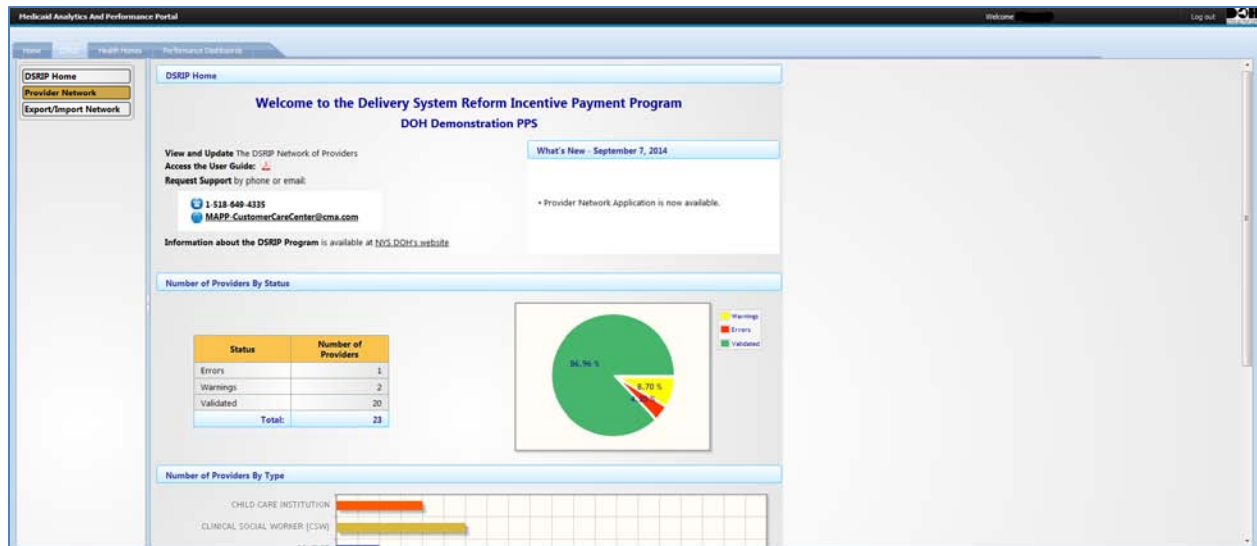 Medicaid Analytics And Performance Portal
Welcome
Log out
Home
Health Homes
Performance Dashboards
DSRIP Home
Provider Network
Export/Import Network
DSRIP Home
Welcome to the Delivery System Reform Incentive Payment Program
DOH Demonstration PPS
View and Update The DSRIP Network of Providers
Access the User Guide:
Request Support by phone or email:
1-518-649-4335
MAPP-CustomerCareCenter@cma.com
Information about the DSRIP Program is available at NYS DOH's website
What's New - September 7, 2014
• Provider Network Application is now available.
Number of Providers By Status
Status Number of Providers
Errors 1
Warnings 2
Validated 20
Total: 23
86.96 %
8.70 %
Warnings
Errors
Validated
Number of Providers By Type
CHILD CARE INSTITUTION
CLINICAL SOCIAL WORKER (CSW)